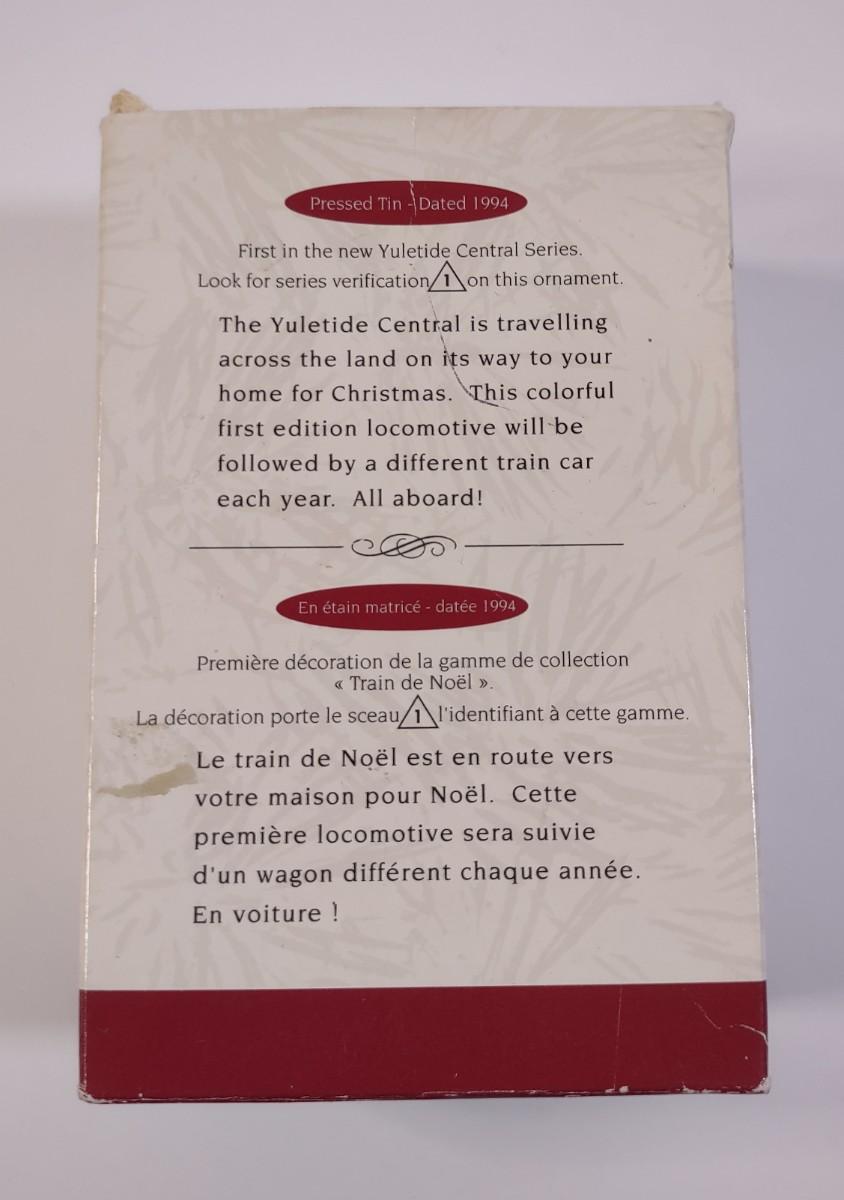 Pressed Tin - Dated 1994
First in the new Yuletide Central Series.
Look for series verification 1 on this ornament.
The Yuletide Central is travelling
across the land on its way to your
home for Christmas. This colorful
first edition locomotive will be
followed by a different train car
each year. All aboard!
En étain matricé - datée 1994
Première décoration de la gamme de collection
« Train de Noël ».
La décoration porte le sceau 1 l'identifiant à cette gamme.
Le train de Noël est en route vers
votre maison pour Noël. Cette
première locomotive sera suivie
d'un wagon différent chaque année.
En voiture !